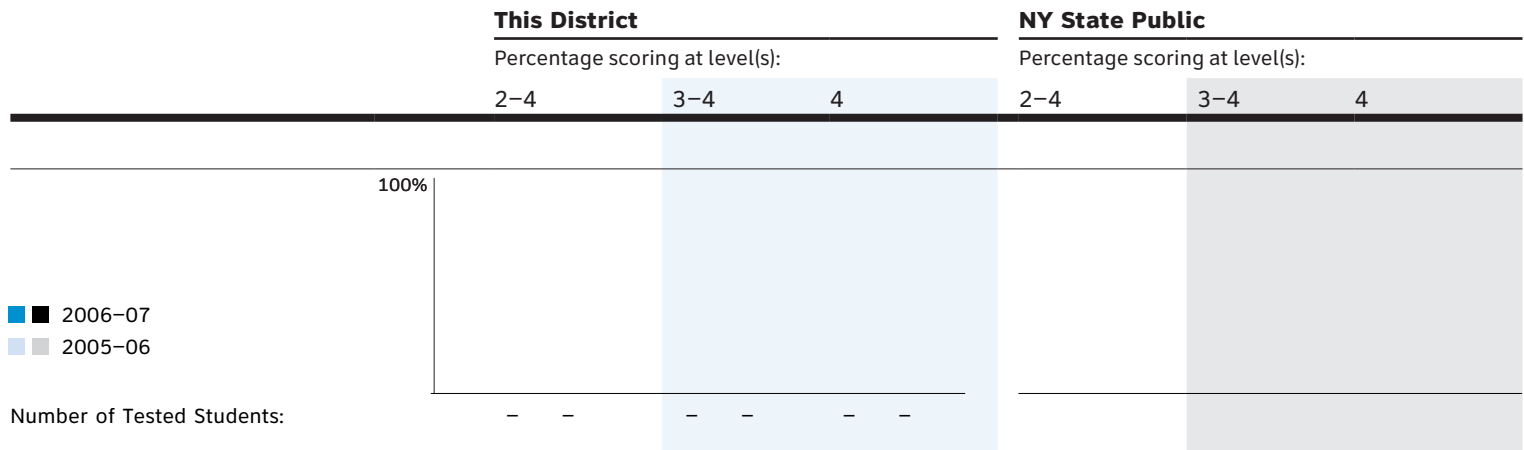 This District NY State Public
Percentage scoring at level(s): Percentage scoring at level(s):
2–4 3–4 4 2–4 3–4 4
100%
2006–07
2005–06
Number of Tested Students: – – – – – –